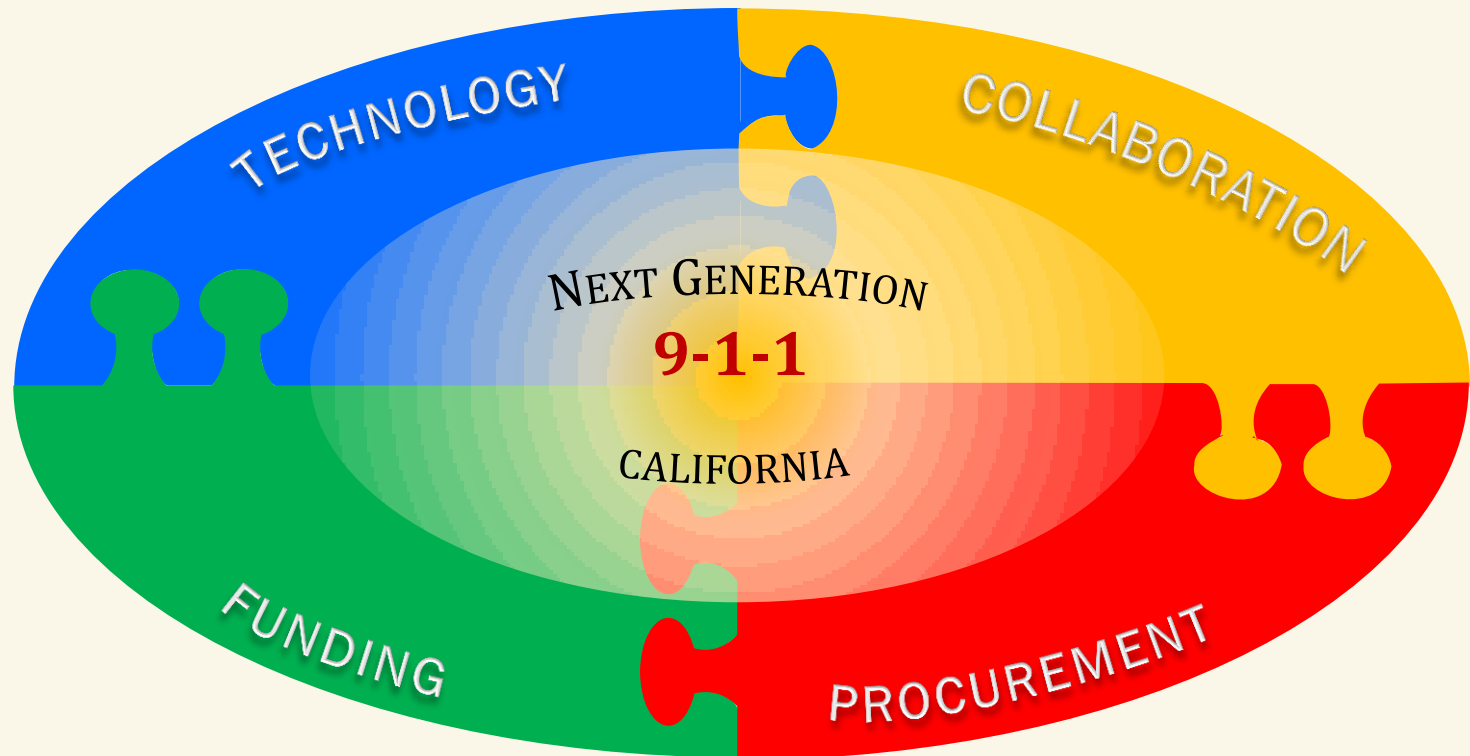 TECHNOLOGY
COLLABORATION
NEXT GENERATION
9-1-1
CALIFORNIA
FUNDING
PROCUREMENT